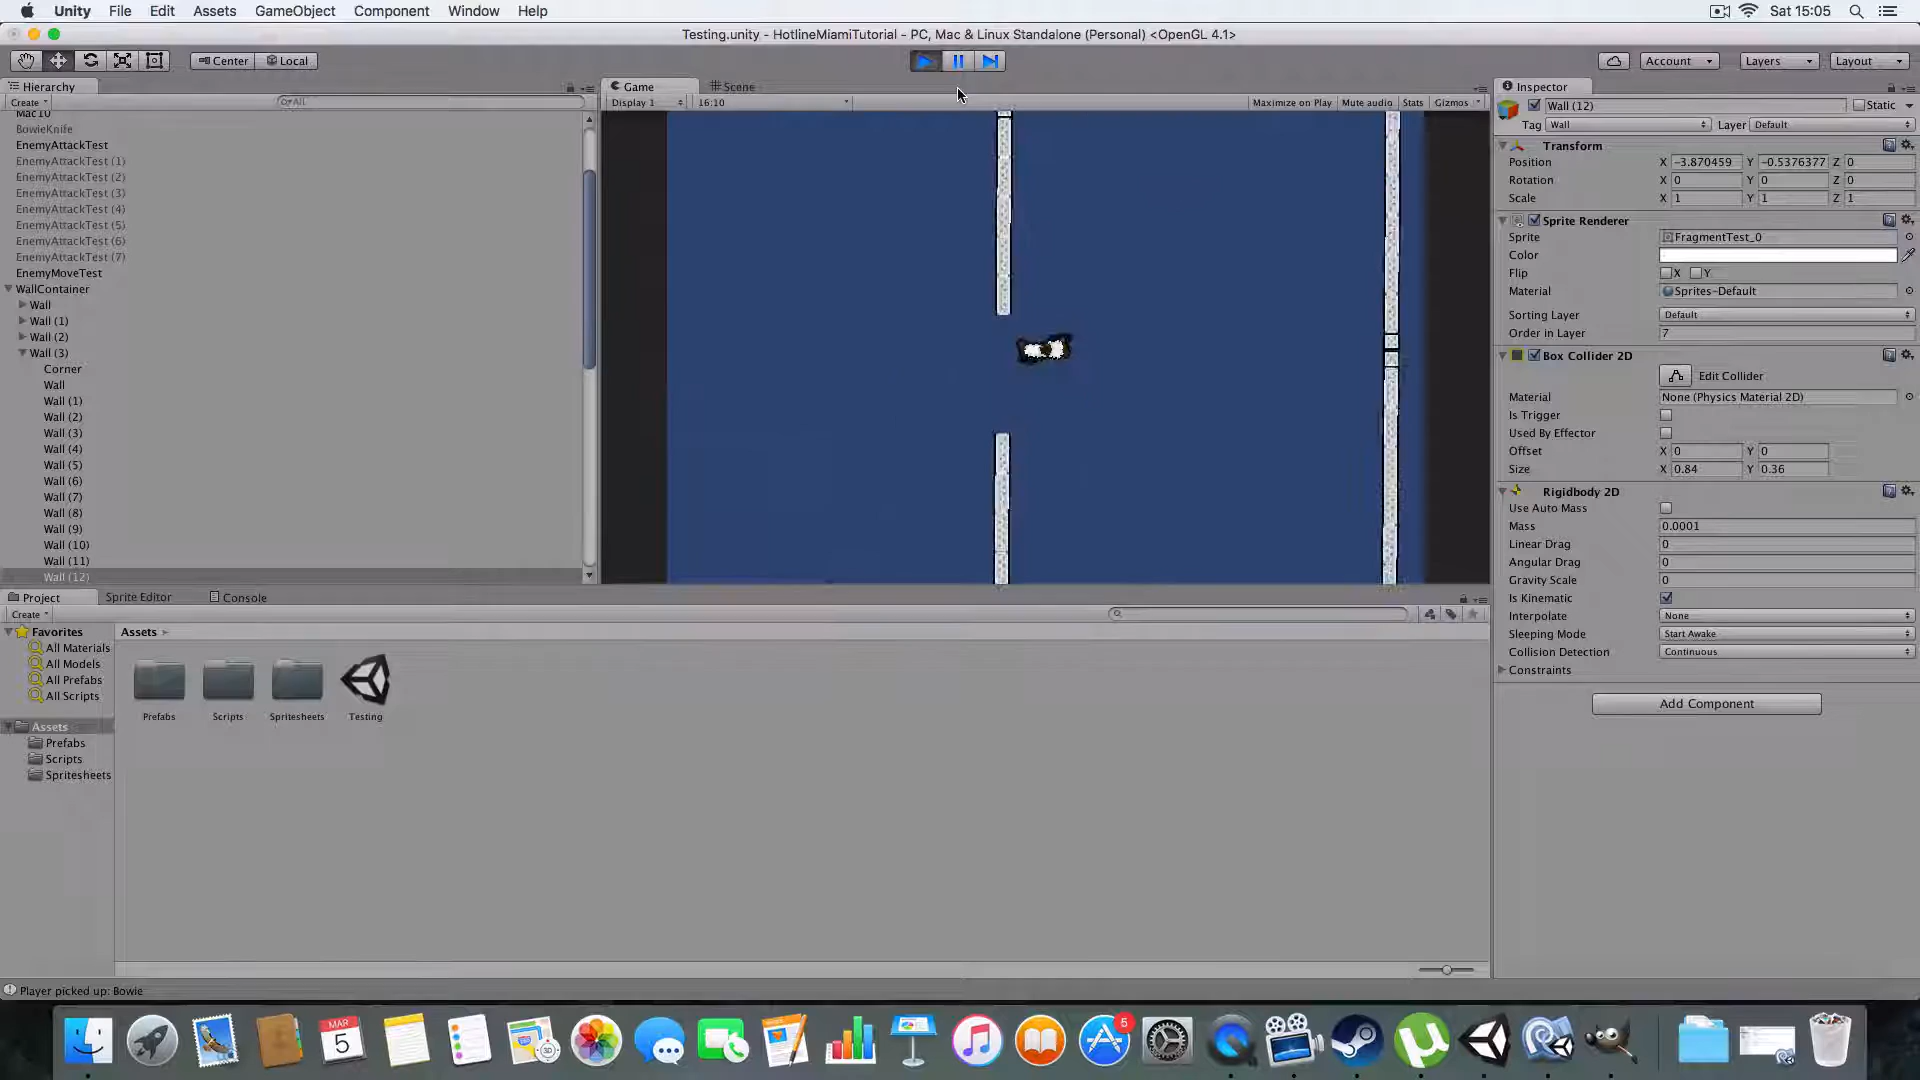 Unity File Edit Assets GameObject Component Window Help Sat 15:05
Testing.unity - HotlineMiamiTutorial - PC, Mac & Linux Standalone (Personal) <OpenGL 4.1>
Center Local Account Layers Layout
Hierarchy
Create All
Mac10
BowieKnife
EnemyAttackTest
EnemyAttackTest (1)
EnemyAttackTest (2)
EnemyAttackTest (3)
EnemyAttackTest (4)
EnemyAttackTest (5)
EnemyAttackTest (6)
EnemyAttackTest (7)
EnemyMoveTest
WallContainer
Wall
Wall (1)
Wall (2)
Wall (3)
Corner
Wall
Wall (1)
Wall (2)
Wall (3)
Wall (4)
Wall (5)
Wall (6)
Wall (7)
Wall (8)
Wall (9)
Wall (10)
Wall (11)
Wall (12)
Game Scene
Display 1 16:10 Maximize on Play Mute audio Stats Gizmos
Inspector
Wall (12) Static
Tag Wall Layer Default
Transform
Position X -3.870459 Y -0.5376377 Z 0
Rotation X 0 Y 0 Z 0
Scale X 1 Y 1 Z 1
Sprite Renderer
Sprite FragmentTest_0
Color
Flip X Y
Material Sprites-Default
Sorting Layer Default
Order in Layer 7
Box Collider 2D
Edit Collider
Material None (Physics Material 2D)
Is Trigger
Used By Effector
Offset X 0 Y 0
Size X 0.84 Y 0.36
Rigidbody 2D
Use Auto Mass
Mass 0.0001
Linear Drag 0
Angular Drag 0
Gravity Scale 0
Is Kinematic
Interpolate None
Sleeping Mode Start Awake
Collision Detection Continuous
Constraints
Add Component
Project Sprite Editor Console
Create
Favorites
All Materials
All Models
All Prefabs
All Scripts
Assets
Prefabs
Scripts
Spritesheets
Assets
Prefabs Scripts Spritesheets Testing
Player picked up: Bowie
MAR
5
3D
5